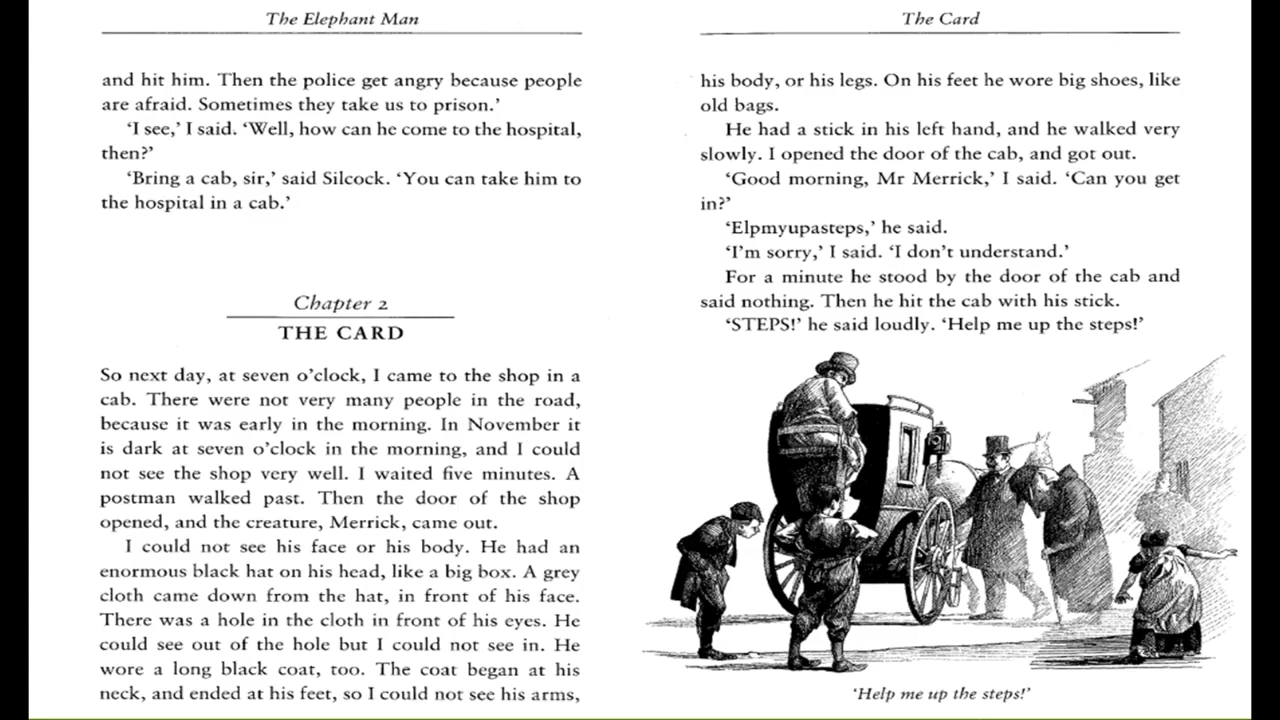 The Elephant Man
and hit him. Then the police get angry because people
are afraid. Sometimes they take us to prison.’
‘I see,’ I said. ‘Well, how can he come to the hospital,
then?’
‘Bring a cab, sir,’ said Silcock. ‘You can take him to
the hospital in a cab.’
Chapter 2
THE CARD
So next day, at seven o’clock, I came to the shop in a
cab. There were not very many people in the road,
because it was early in the morning. In November it
is dark at seven o’clock in the morning, and I could
not see the shop very well. I waited five minutes. A
postman walked past. Then the door of the shop
opened, and the creature, Merrick, came out.
I could not see his face or his body. He had an
enormous black hat on his head, like a big box. A grey
cloth came down from the hat, in front of his face.
There was a hole in the cloth in front of his eyes. He
could see out of the hole but I could not see in. He
wore a long black coat, too. The coat began at his
neck, and ended at his feet, so I could not see his arms,
The Card
his body, or his legs. On his feet he wore big shoes, like
old bags.
He had a stick in his left hand, and he walked very
slowly. I opened the door of the cab, and got out.
‘Good morning, Mr Merrick,’ I said. ‘Can you get
in?’
‘Elpmyupasteps,’ he said.
‘I’m sorry,’ I said. ‘I don’t understand.’
For a minute he stood by the door of the cab and
said nothing. Then he hit the cab with his stick.
‘STEPS!’ he said loudly. ‘Help me up the steps!’
‘Help me up the steps!’